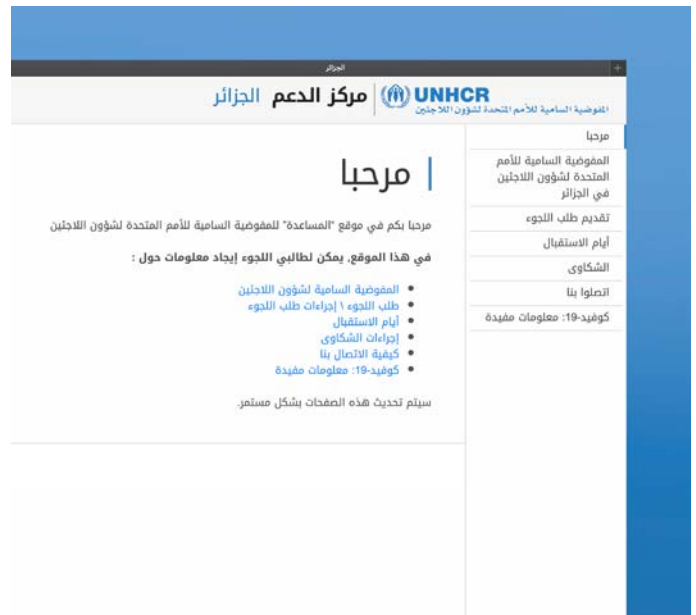 الجزائر
UNHCR
المفوضية السامية للأمم المتحدة لشؤون اللاجئين
مركز الدعم الجزائر
مرحبا
المفوضية السامية للأمم
المتحدة لشؤون اللاجئين
في الجزائر
تقديم طلب اللجوء
أيام الاستقبال
الشكاوى
اتصلوا بنا
كوفيد-19: معلومات مفيدة
مرحبا
مرحبا بكم في موقع "المساعدة" للمفوضية السامية للأمم المتحدة لشؤون اللاجئين
في هذا الموقع، يمكن لطالبي اللجوء إيجاد معلومات حول :
المفوضية السامية لشؤون اللاجئين
طلب اللجوء \ إجراءات طلب اللجوء
أيام الاستقبال
إجراءات الشكاوى
كيفية الاتصال بنا
كوفيد-19: معلومات مفيدة
سيتم تحديث هذه الصفحات بشكل مستمر.